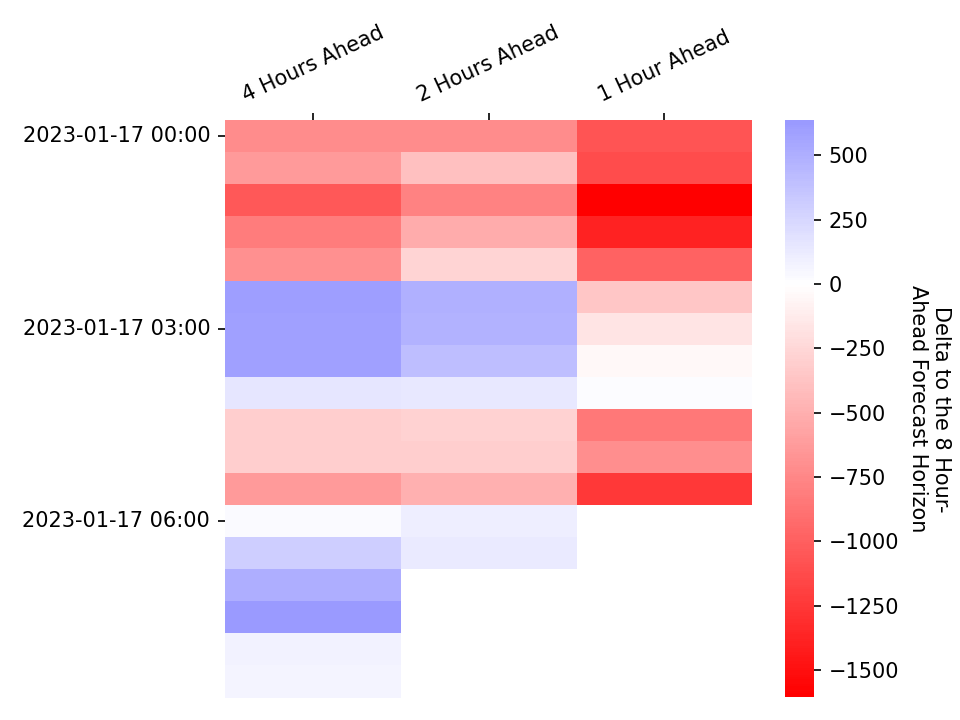 4 Hours Ahead
2 Hours Ahead
1 Hour Ahead
2023-01-17 00:00
2023-01-17 03:00
2023-01-17 06:00
500
250
0
−250
−500
−750
−1000
−1250
−1500
Delta to the 8 Hour-
Ahead Forecast Horizon